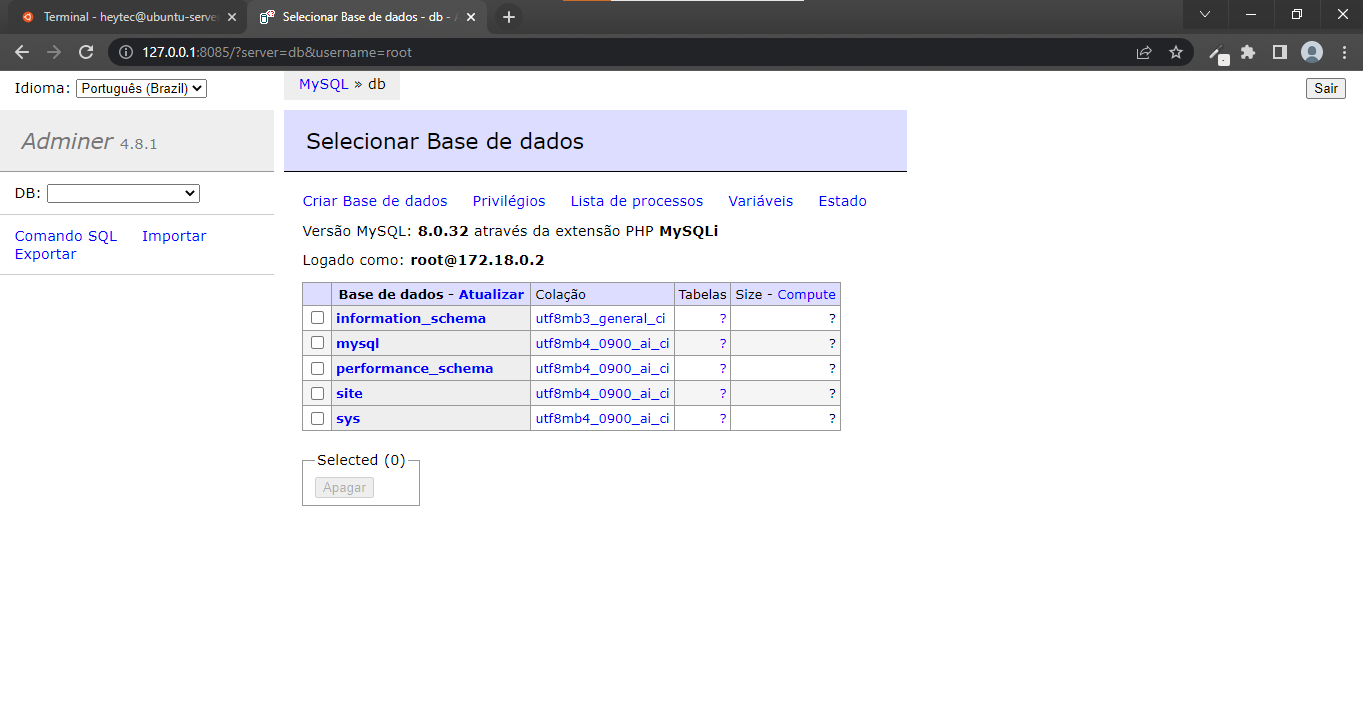 Terminal - heytec@ubuntu-serve
Selecionar Base de dados - db - A
127.0.0.1:8085/?server=db&username=root
Idioma: Português (Brazil)
MySQL » db
Sair
Adminer 4.8.1
Selecionar Base de dados
DB:
Comando SQL Importar
Exportar
Criar Base de dados Privilégios Lista de processos Variáveis Estado
Versão MySQL: 8.0.32 através da extensão PHP MySQLi
Logado como: root@172.18.0.2
Base de dados - Atualizar Colação Tabelas Size - Compute
information_schema utf8mb3_general_ci ? ?
mysql utf8mb4_0900_ai_ci ? ?
performance_schema utf8mb4_0900_ai_ci ? ?
site utf8mb4_0900_ai_ci ? ?
sys utf8mb4_0900_ai_ci ? ?
Selected (0)
Apagar